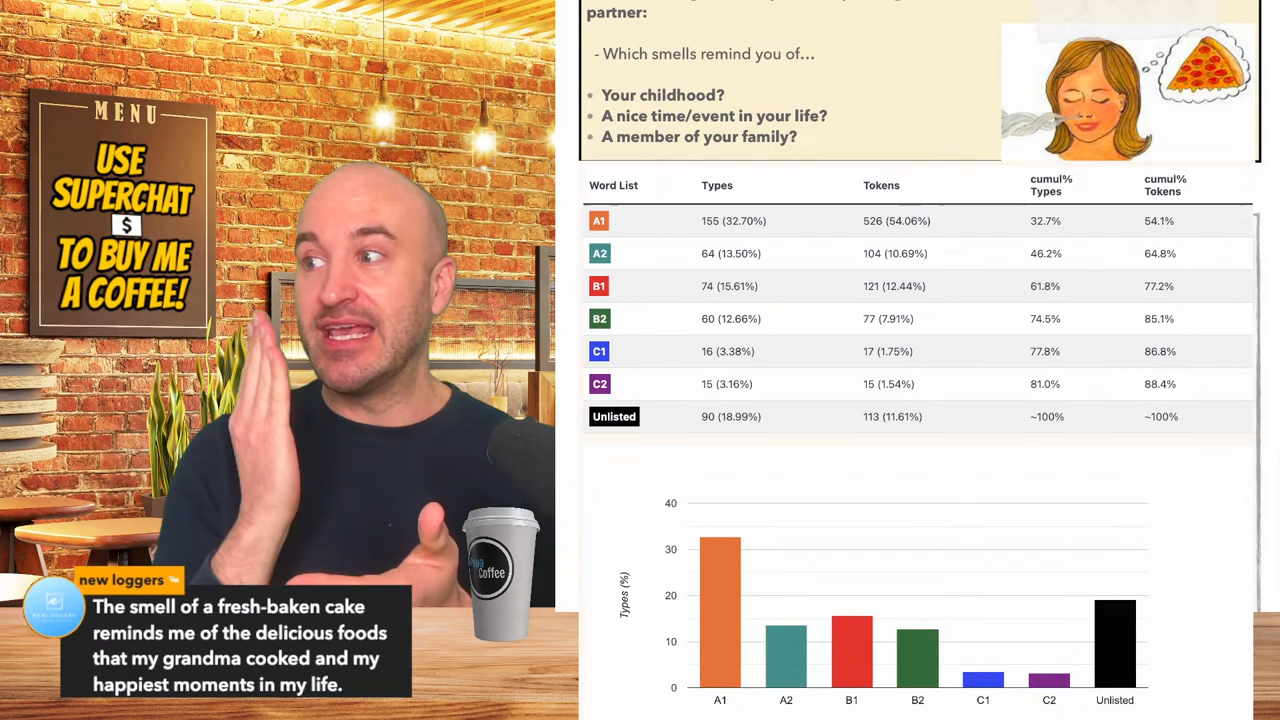 MENU
USE
SUPERCHAT
$
TO BUY ME
A COFFEE!
partner:
- Which smells remind you of...
• Your childhood?
• A nice time/event in your life?
• A member of your family?
Word List Types Tokens cumul% Types cumul% Tokens
A1 155 (32.70%) 526 (54.06%) 32.7% 54.1%
A2 64 (13.50%) 104 (10.69%) 46.2% 64.8%
B1 74 (15.61%) 121 (12.44%) 61.8% 77.2%
B2 60 (12.66%) 77 (7.91%) 74.5% 85.1%
C1 16 (3.38%) 17 (1.75%) 77.8% 86.8%
C2 15 (3.16%) 15 (1.54%) 81.0% 88.4%
Unlisted 90 (18.99%) 113 (11.61%) ~100% ~100%
40
30
20
10
0
Types (%)
A1 A2 B1 B2 C1 C2 Unlisted
Coffee
new loggers
The smell of a fresh-baken cake
reminds me of the delicious foods
that my grandma cooked and my
happiest moments in my life.